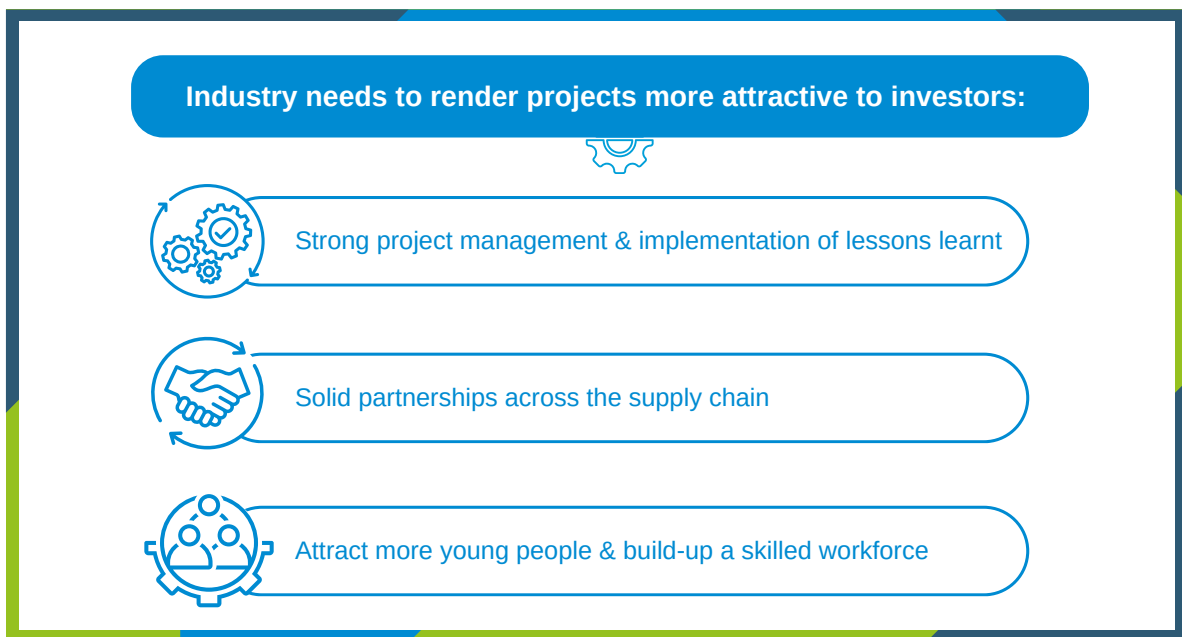 Industry needs to render projects more attractive to investors:
Strong project management & implementation of lessons learnt
Solid partnerships across the supply chain
Attract more young people & build-up a skilled workforce